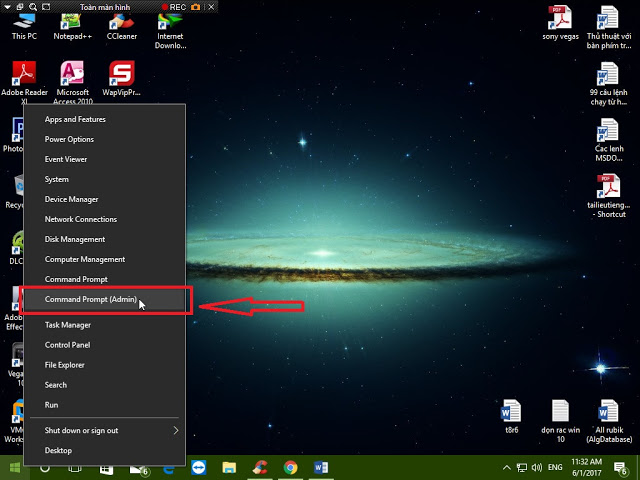 Toàn màn hình
REC
This PC
Notepad++
CCleaner
Internet
Downlo...
Adobe Reader
XI
Microsoft
Access 2010
WapVipPr...
sony vegas
Thủ thuật với
bàn phím tr...
99 câu lệnh
chạy từ h...
Các lenh
MSDO...
tailieutieng...
- Shortcut
Apps and Features
Power Options
Event Viewer
System
Device Manager
Network Connections
Disk Management
Computer Management
Command Prompt
Command Prompt (Admin)
Task Manager
Control Panel
File Explorer
Search
Run
Shut down or sign out
Desktop
Photo
Recyc
DLC
Adob
Effec
Vega
VM
Works
t8r6
dọn rac win
10
All rubik
(AlgDatabase)
6
6
11:32 AM
6/1/2017